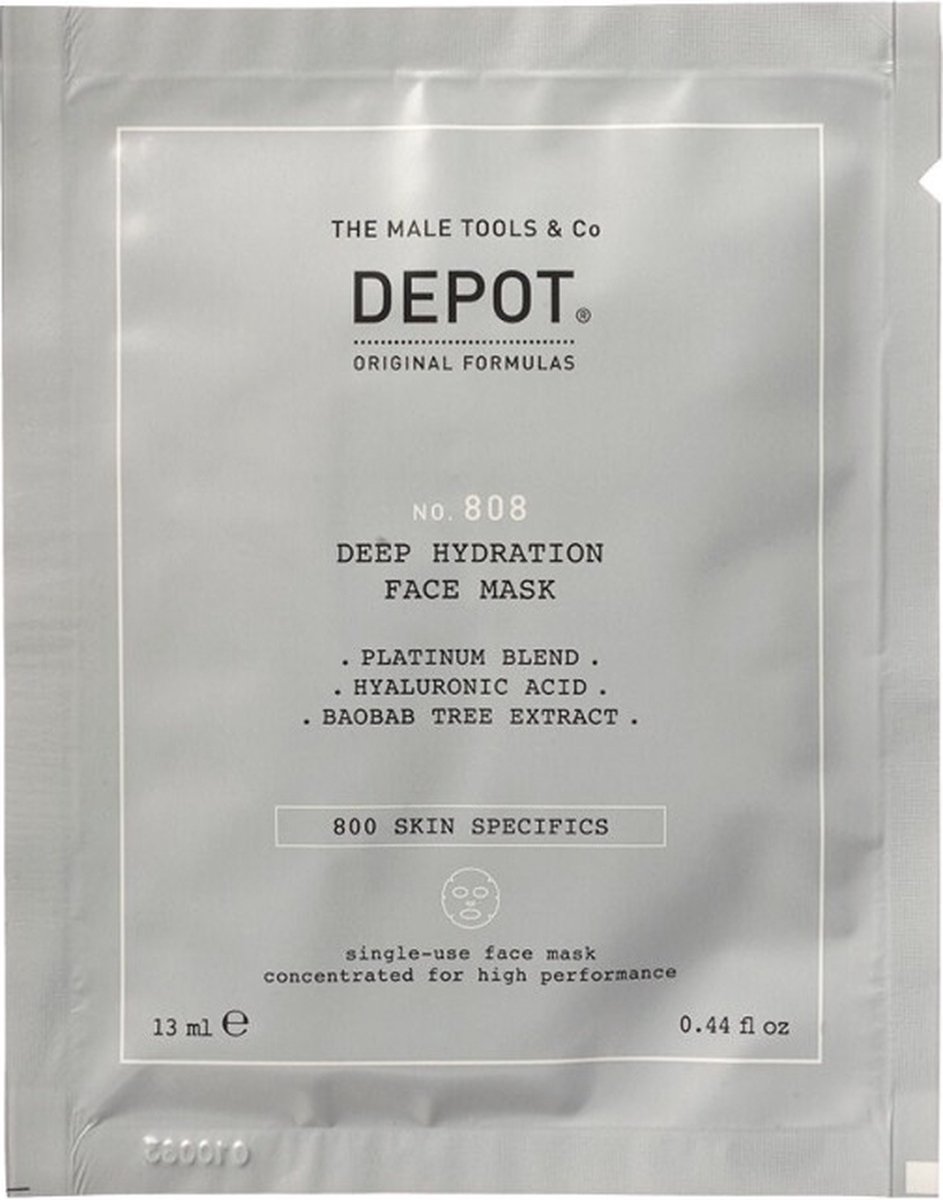 THE MALE TOOLS & Co
DEPOT®
ORIGINAL FORMULAS
NO. 808
DEEP HYDRATION
FACE MASK
. PLATINUM BLEND .
. HYALURONIC ACID .
. BAOBAB TREE EXTRACT .
800 SKIN SPECIFICS
single-use face mask
concentrated for high performance
13 ml ℮
0.44 fl oz